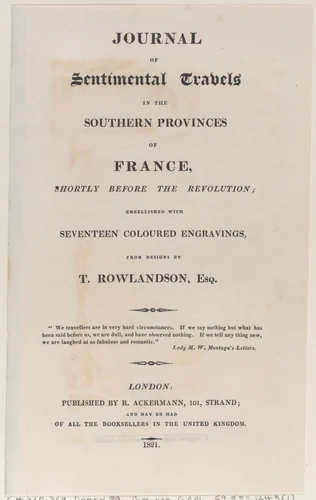 JOURNAL
OF
Sentimental Travels
IN THE
SOUTHERN PROVINCES
OF
FRANCE,
SHORTLY BEFORE THE REVOLUTION;
EMBELLISHED WITH
SEVENTEEN COLOURED ENGRAVINGS,
FROM DESIGNS BY
T. ROWLANDSON, ESQ.
" We travellers are in very hard circumstances. If we say nothing but what has
been said before us, we are dull, and have observed nothing. If we tell any thing new,
we are laughed at as fabulous and romantic."
Lady M. W. Montagu's Letters.
LONDON:
PUBLISHED BY R. ACKERMANN, 101, STRAND;
AND MAY BE HAD
OF ALL THE BOOKSELLERS IN THE UNITED KINGDOM.
1821.